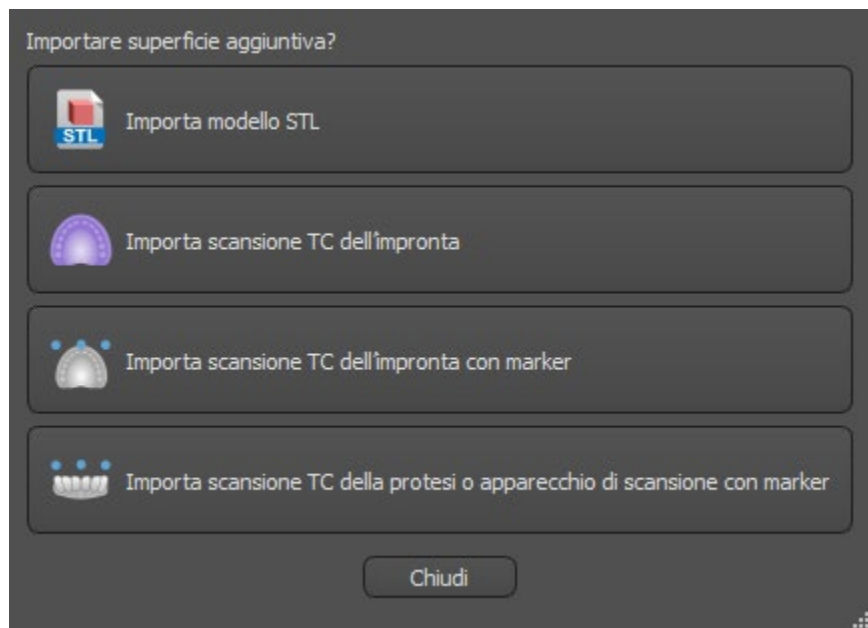 Importare superficie aggiuntiva?
STL
Importa modello STL
Importa scansione TC dell'impronta
Importa scansione TC dell'impronta con marker
Importa scansione TC della protesi o apparecchio di scansione con marker
Chiudi